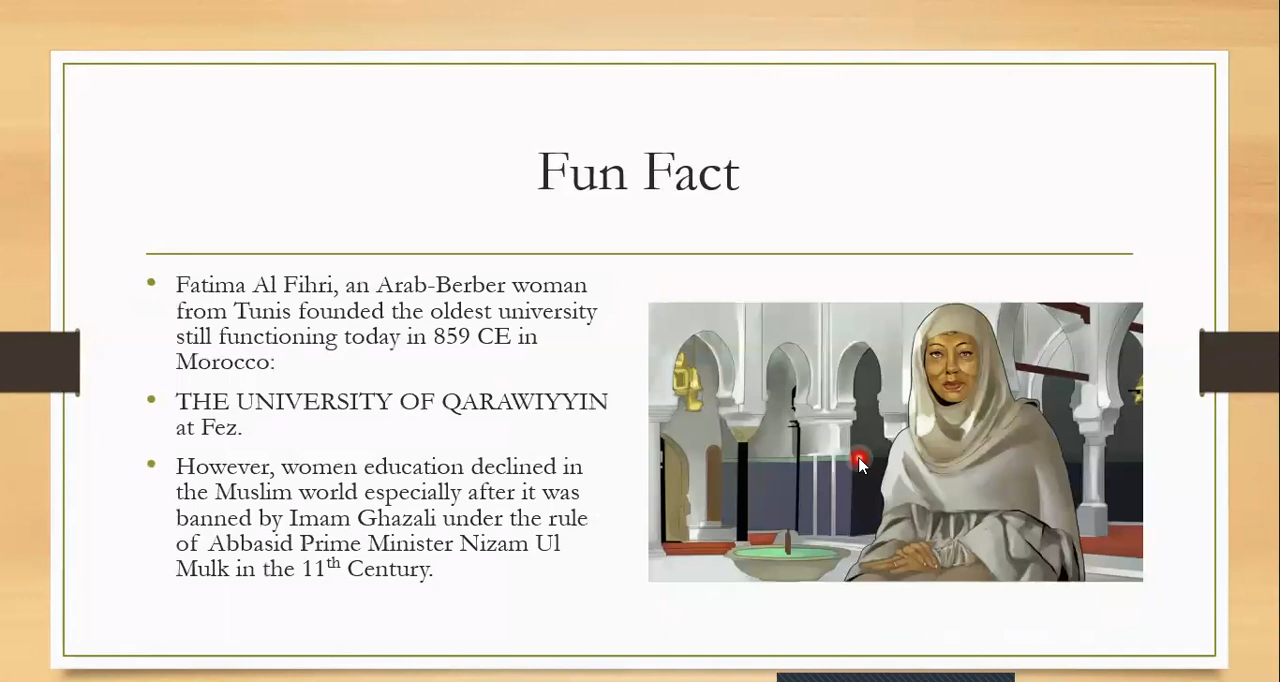 Fun Fact
Fatima Al Fihri, an Arab-Berber woman
from Tunis founded the oldest university
still functioning today in 859 CE in
Morocco:
THE UNIVERSITY OF QARAWIYYIN
at Fez.
However, women education declined in
the Muslim world especially after it was
banned by Imam Ghazali under the rule
of Abbasid Prime Minister Nizam Ul
Mulk in the 11th Century.